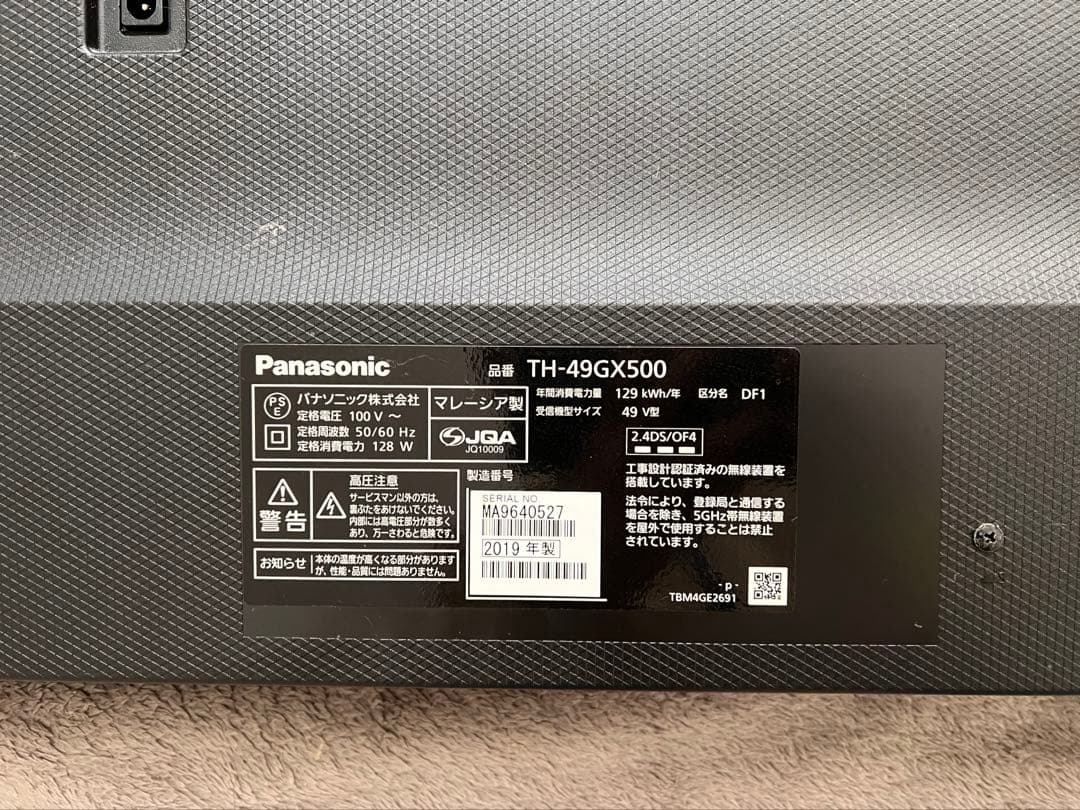 Panasonic
品番 TH-49GX500
PSE
パナソニック株式会社
定格電圧 100 V ～
定格周波数 50/60 Hz
定格消費電力 128 W
マレーシア製
JQA
JQ10009
年間消費電力量 129 kWh/年 区分名 DF1
受信機型サイズ 49 V型
2.4DS/OF4
工事設計認証済みの無線装置を
搭載しています。
法令により、登録局と通信する
場合を除き、5GHz帯無線装置
を屋外で使用することは禁止
されています。
警告
高圧注意
サービスマン以外の方は、
裏ぶたをあけないでください。
内部には高電圧部分が数多く
あり、万一さわると危険です。
お知らせ
本体の温度が高くなる部分があります
が、性能・品質には問題ありません。
製造番号
SERIAL NO.
MA9640527
2019 年製
- p -
TBM4GE2691